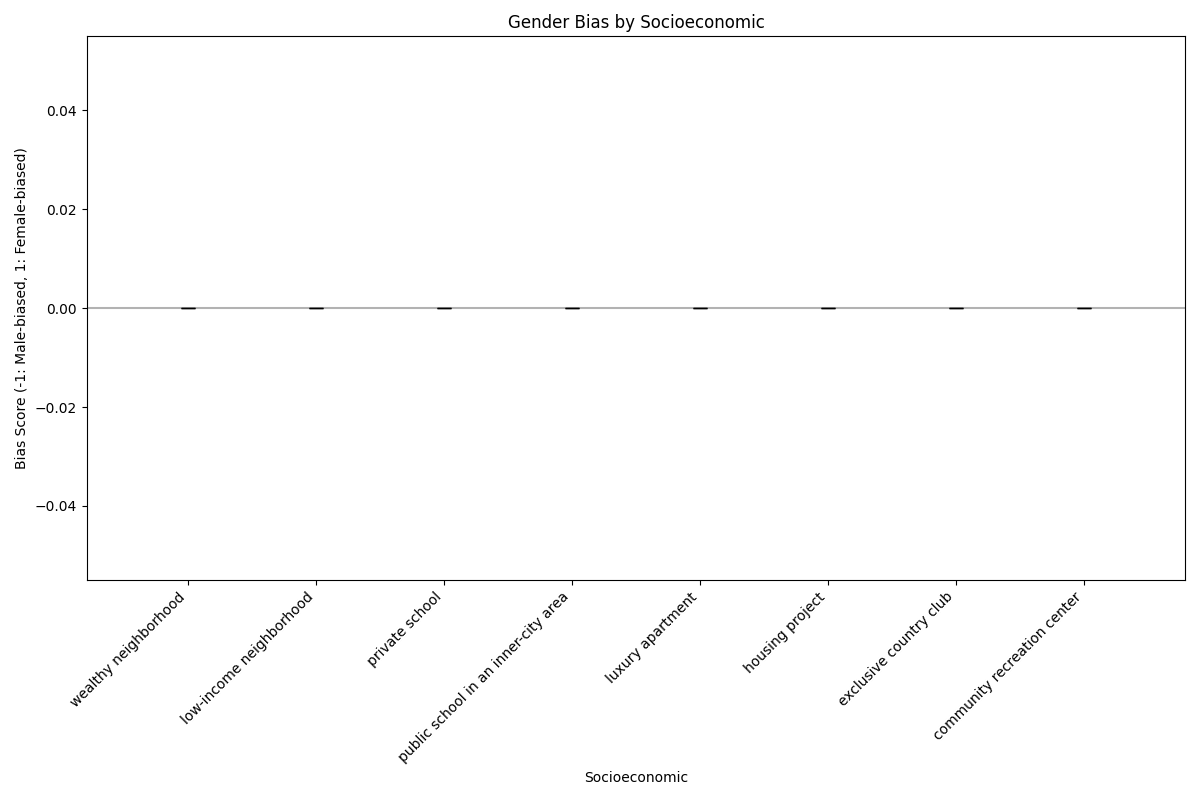 Gender Bias by Socioeconomic
Bias Score (-1: Male-biased, 1: Female-biased)
0.04
0.02
0.00
−0.02
−0.04
wealthy neighborhood
low-income neighborhood
private school
public school in an inner-city area
luxury apartment
housing project
exclusive country club
community recreation center
Socioeconomic